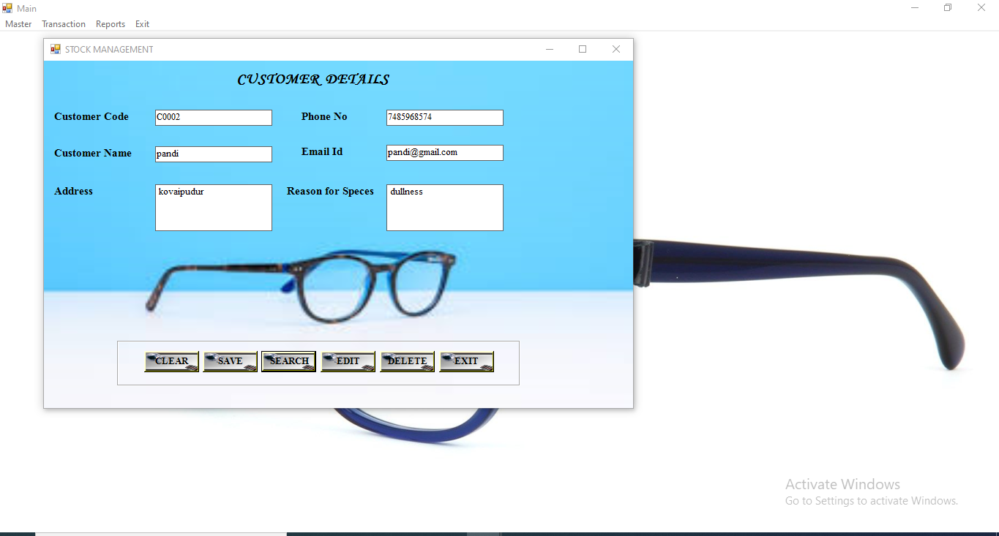 Main
Master Transaction Reports Exit
STOCK MANAGEMENT
CUSTOMER DETAILS
Customer Code C0002 Phone No 7485968574
Customer Name pandi Email Id pandi@gmail.com
Address kovaipudur Reason for Speces dullness
CLEAR SAVE SEARCH EDIT DELETE EXIT
Activate Windows
Go to Settings to activate Windows.